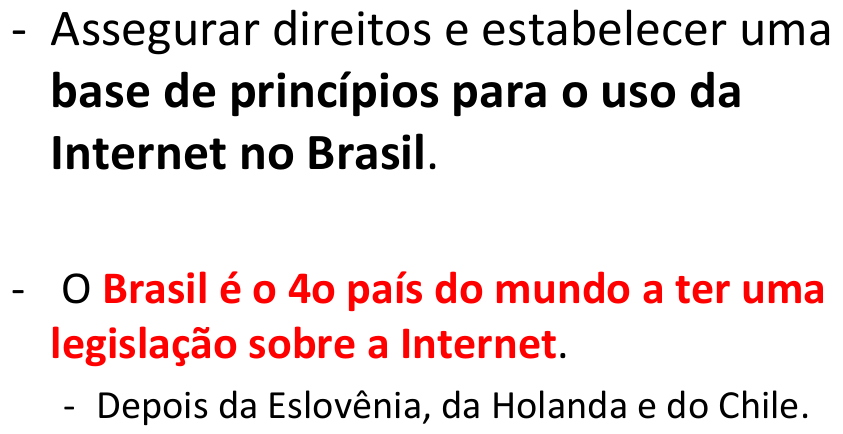 - Assegurar direitos e estabelecer uma
base de princípios para o uso da
Internet no Brasil.
- O Brasil é o 4o país do mundo a ter uma
legislação sobre a Internet.
- Depois da Eslovênia, da Holanda e do Chile.